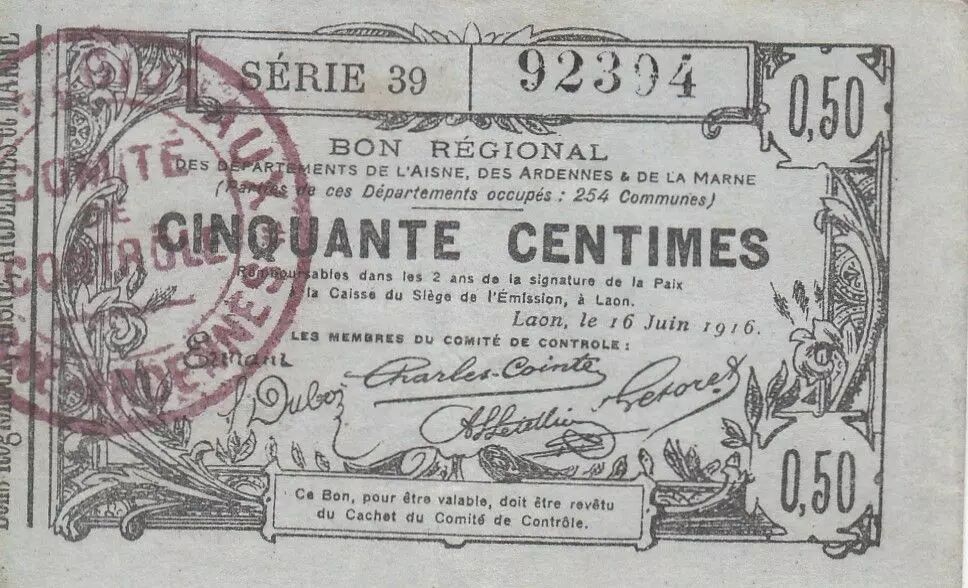 SÉRIE 39
92394
0,50
BON RÉGIONAL
DES DÉPARTEMENTS DE L'AISNE, DES ARDENNES & DE LA MARNE
(Parties de ces Départements occupés : 254 Communes)
CINQUANTE CENTIMES
Remboursables dans les 2 ans de la signature de la Paix
la Caisse du Siège de l'Émission, à Laon.
Laon, le 16 Juin 1916.
LES MEMBRES DU COMITÉ DE CONTROLE :
Charles-Cointe
0,50
Ce Bon, pour être valable, doit être revêtu
du Cachet du Comité de Contrôle.
COMITÉ
DE
CONTRÔLE